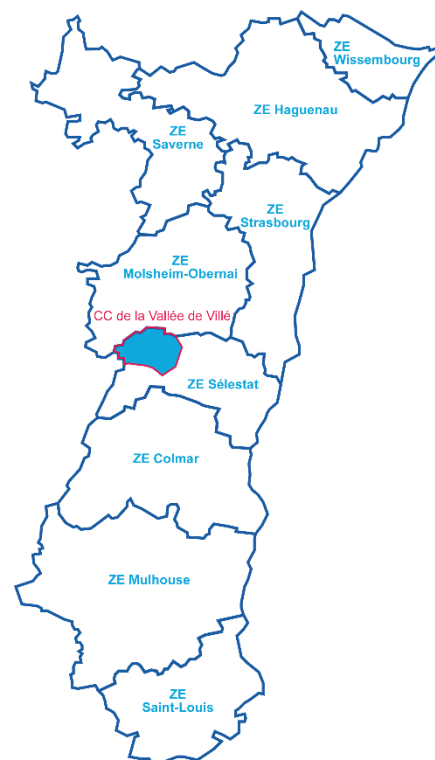 ZE
Wissembourg
ZE Haguenau
ZE
Saverne
ZE
Strasbourg
ZE
Molsheim-Obernai
CC de la Vallée de Villé
ZE Sélestat
ZE Colmar
ZE Mulhouse
ZE
Saint-Louis